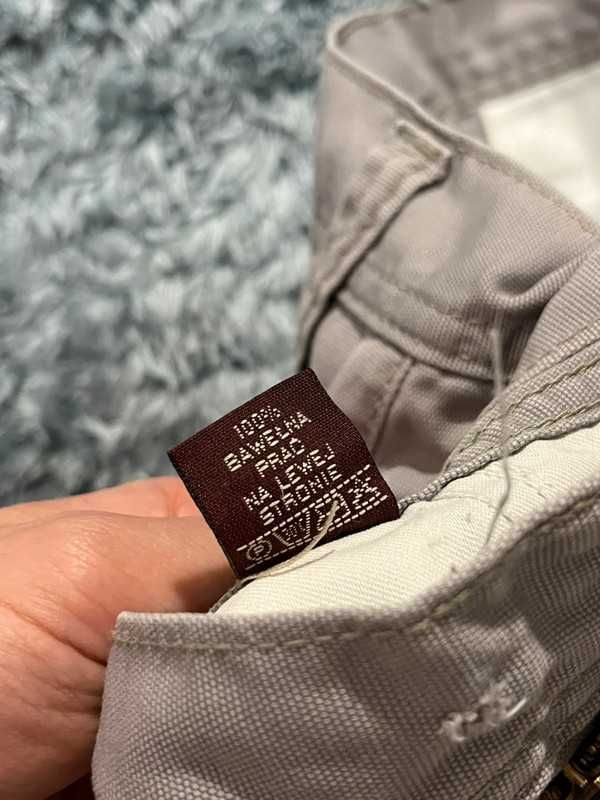 100%
BAWEŁNA
PRAĆ
NA LEWEJ
STRONIE
P